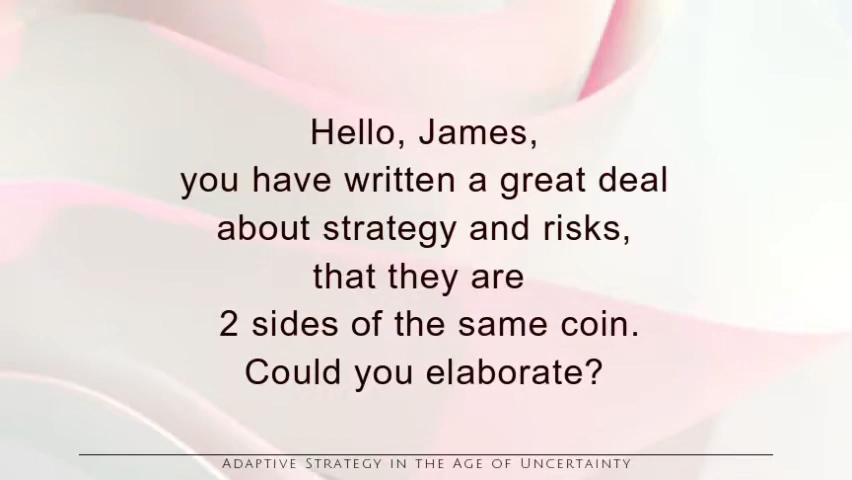 Hello, James,
you have written a great deal
about strategy and risks,
that they are
2 sides of the same coin.
Could you elaborate?
Adaptive Strategy in the Age of Uncertainty